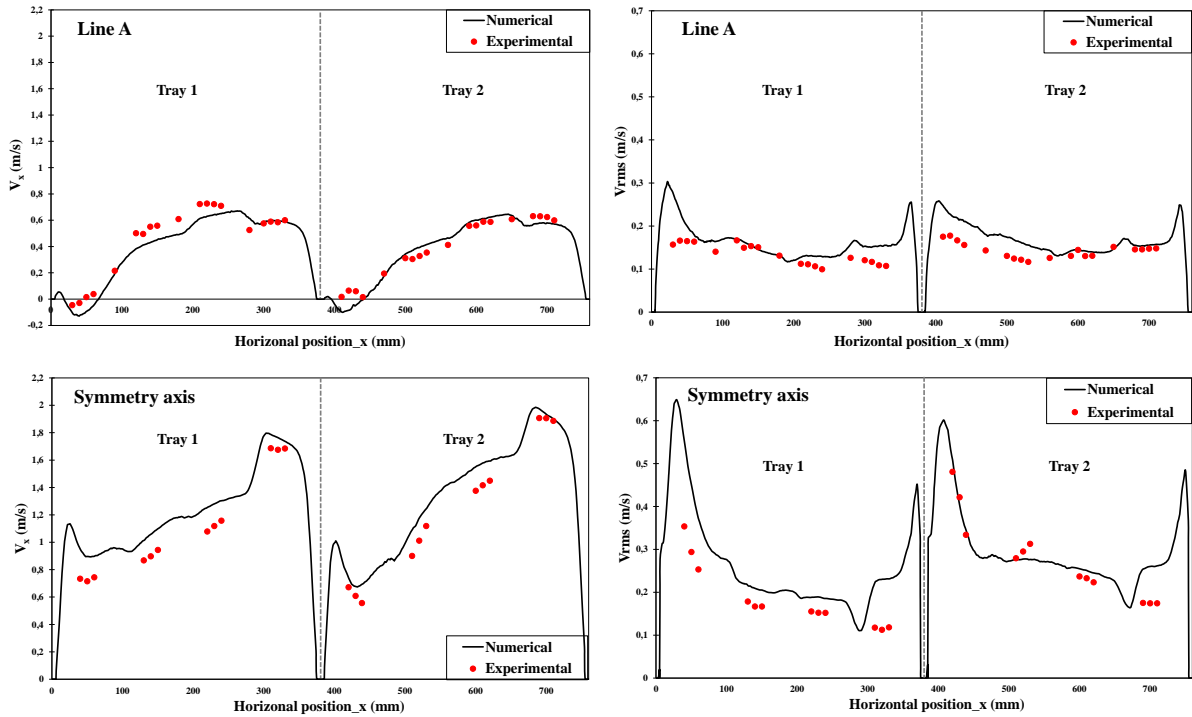 2,2
2
1,8
1,6
1,4
1,2
1
0,8
0,6
0,4
0,2
0
-0,2
V_x (m/s)
Line A
Numerical
Experimental
Tray 1
Tray 2
100
200
300
400
500
600
700
Horizonal position_x (mm)
0,7
0,6
0,5
0,4
0,3
0,2
0,1
0
Vrms (m/s)
Line A
Numerical
Experimental
Tray 1
Tray 2
0
100
200
300
400
500
600
700
Horizontal position_x (mm)
2,2
2
1,8
1,6
1,4
1,2
1
0,8
0,6
0,4
0,2
0
V_x (m/s)
Symmetry axis
Tray 1
Tray 2
Numerical
Experimental
0
100
200
300
400
500
600
700
Horizonal position_x (mm)
0,7
0,6
0,5
0,4
0,3
0,2
0,1
0
Vrms (m/s)
Symmetry axis
Numerical
Experimental
Tray 1
Tray 2
0
100
200
300
400
500
600
700
Horizontal position_x (mm)